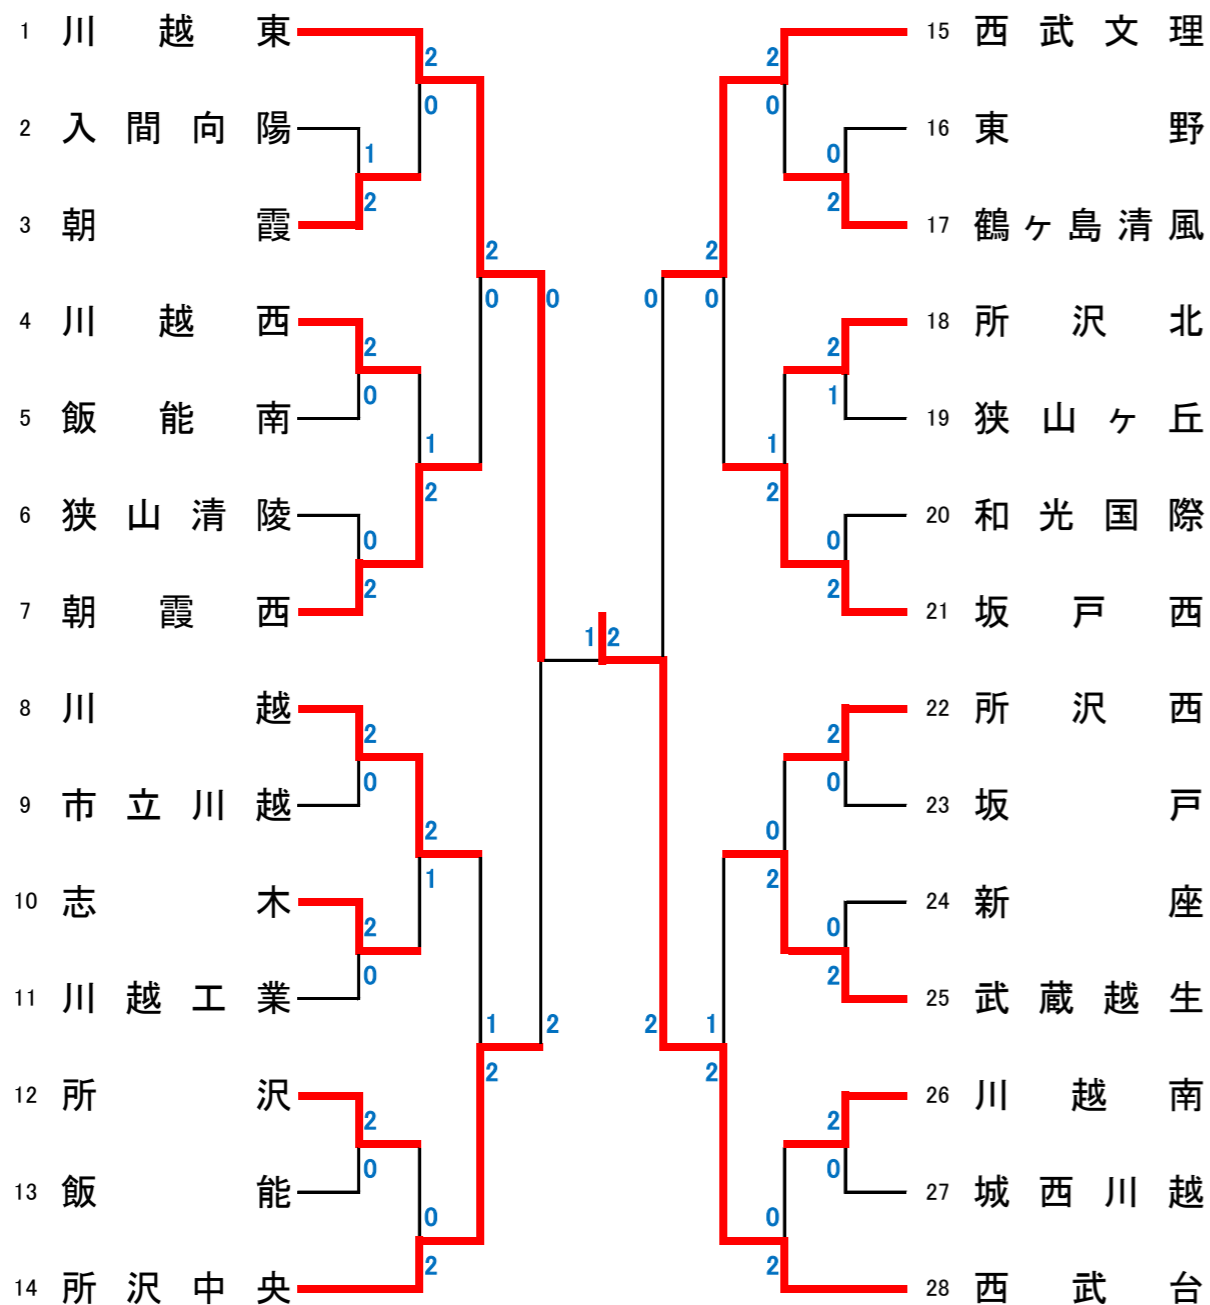 1 川越東
2 入間向陽
3 朝霞
4 川越西
5 飯能南
6 狭山清陵
7 朝霞西
8 川越
9 市立川越
10 志木
11 川越工業
12 所沢
13 飯能
14 所沢中央
2
0
1
2
2
0
2
0
1
2
0
2
0
2
0
2
1
2
0
1
2
2
0
0
2
1 2
15 西武文理
16 東野
17 鶴ヶ島清風
18 所沢北
19 狭山ヶ丘
20 和光国際
21 坂戸西
22 所沢西
23 坂戸
24 新座
25 武蔵越生
26 川越南
27 城西川越
28 西武台
2
0
0
2
2
0
0
2
1
1
2
0
2
2
0
0
2
0
2
2
1
2
2
0
0
2